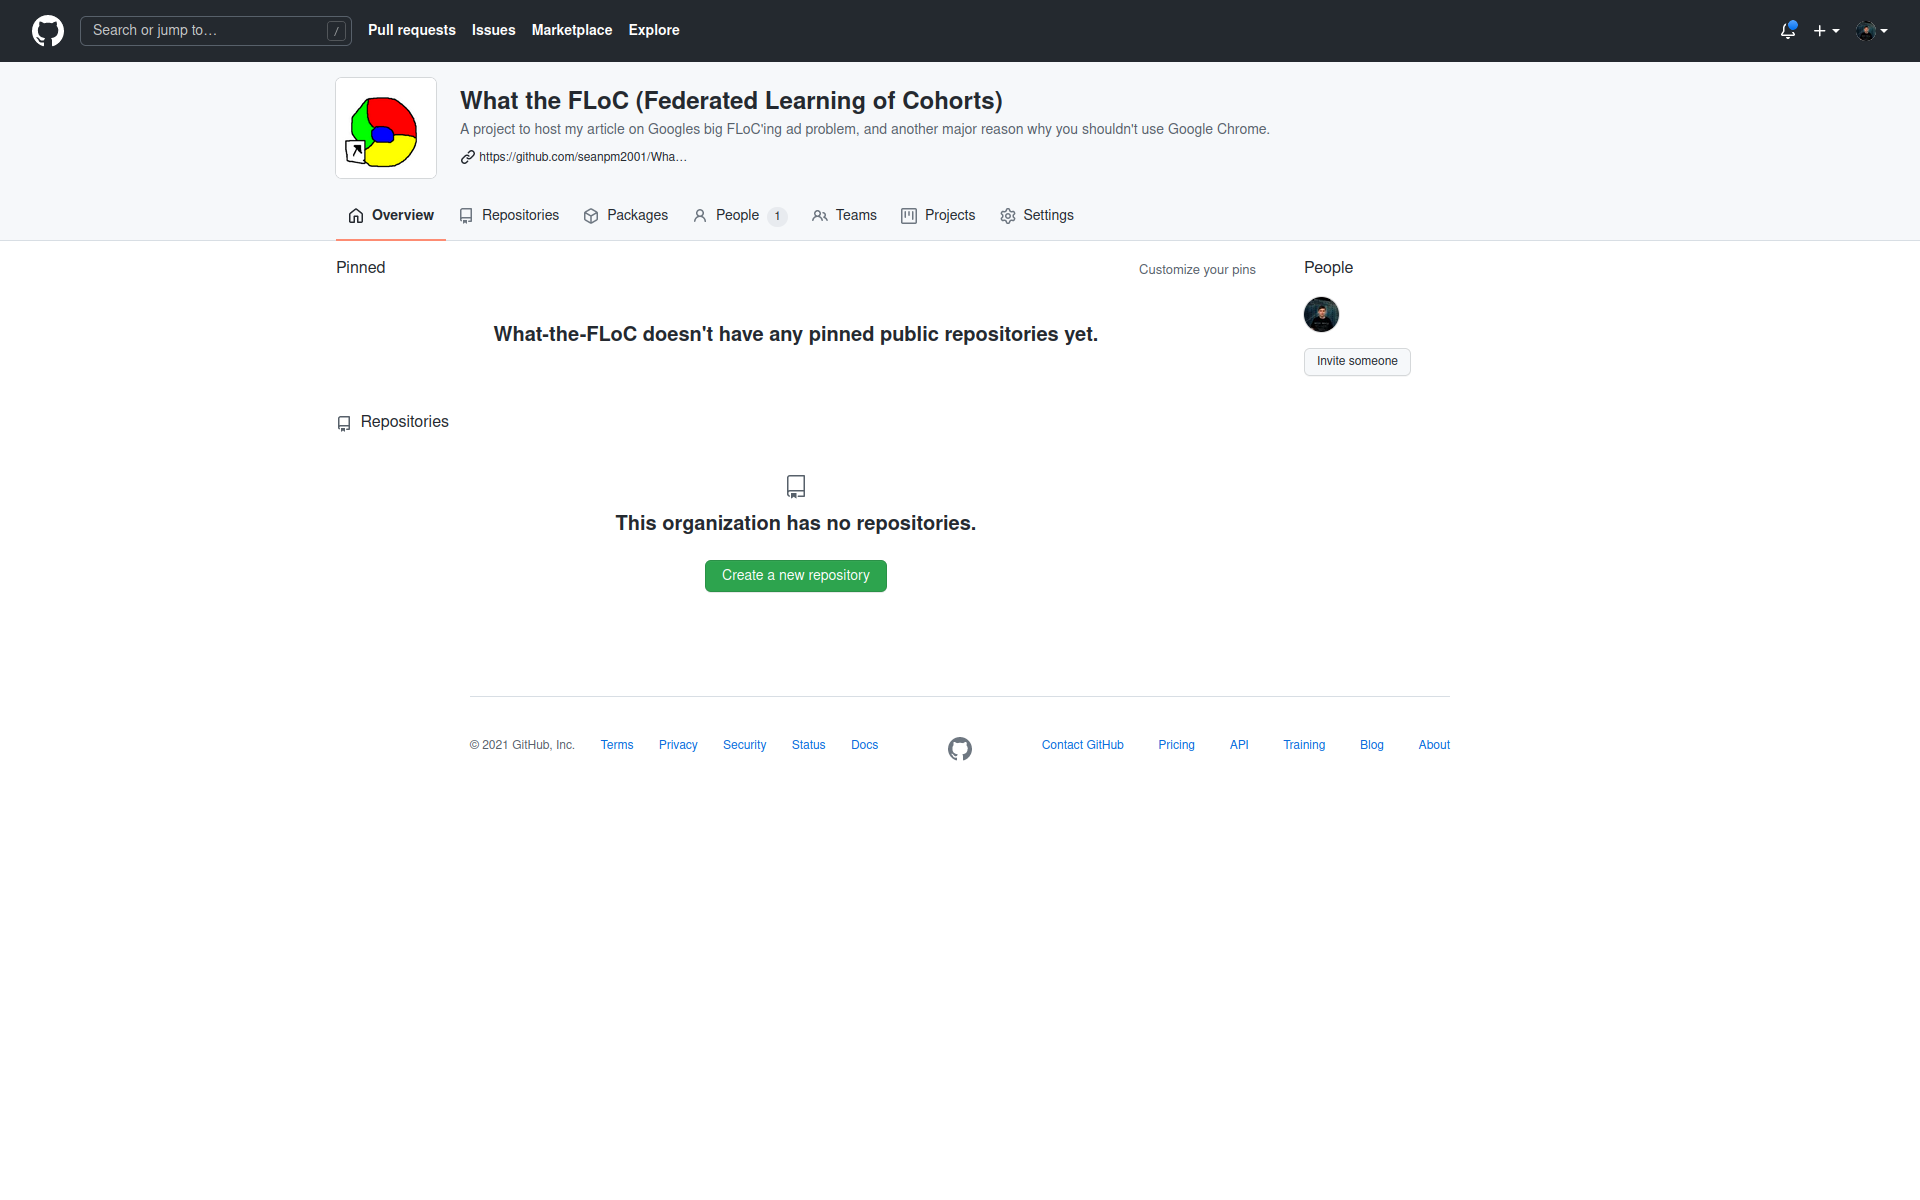 Search or jump to… /
Pull requests
Issues
Marketplace
Explore
What the FLoC (Federated Learning of Cohorts)
A project to host my article on Googles big FLoC'ing ad problem, and another major reason why you shouldn't use Google Chrome.
https://github.com/seanpm2001/Wha…
Overview
Repositories
Packages
People 1
Teams
Projects
Settings
Pinned
Customize your pins
What-the-FLoC doesn't have any pinned public repositories yet.
People
Invite someone
Repositories
This organization has no repositories.
Create a new repository
© 2021 GitHub, Inc.
Terms
Privacy
Security
Status
Docs
Contact GitHub
Pricing
API
Training
Blog
About